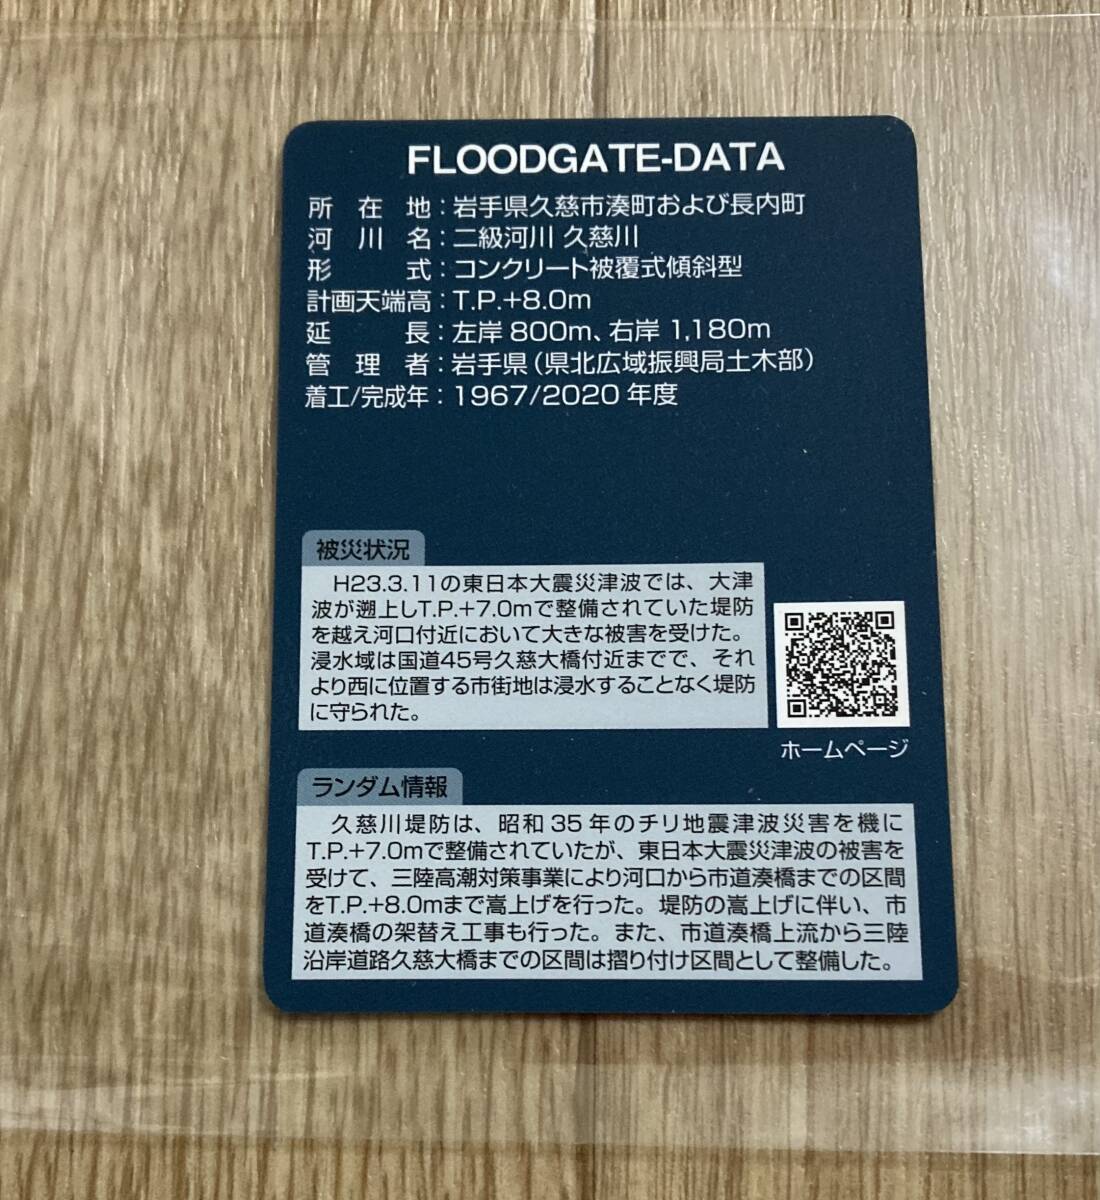 FLOODGATE-DATA
所在地：岩手県久慈市湊町および長内町
河川名：二級河川 久慈川
形式：コンクリート被覆式傾斜型
計画天端高：T.P.+8.0m
延長：左岸 800m、右岸 1,180m
管理者：岩手県（県北広域振興局土木部）
着工/完成年：1967/2020 年度
被災状況
H23.3.11の東日本大震災津波では、大津
波が遡上しT.P.+7.0mで整備されていた堤防
を越え河口付近において大きな被害を受けた。
浸水域は国道45号久慈大橋付近までで、それ
より西に位置する市街地は浸水することなく堤防
に守られた。
ホームページ
ランダム情報
久慈川堤防は、昭和35年のチリ地震津波災害を機に
T.P.+7.0mで整備されていたが、東日本大震災津波の被害を
受けて、三陸高潮対策事業により河口から市道湊橋までの区間
をT.P.+8.0mまで嵩上げを行った。堤防の嵩上げに伴い、市
道湊橋の架替え工事も行った。また、市道湊橋上流から三陸
沿岸道路久慈大橋までの区間は摺り付け区間として整備した。